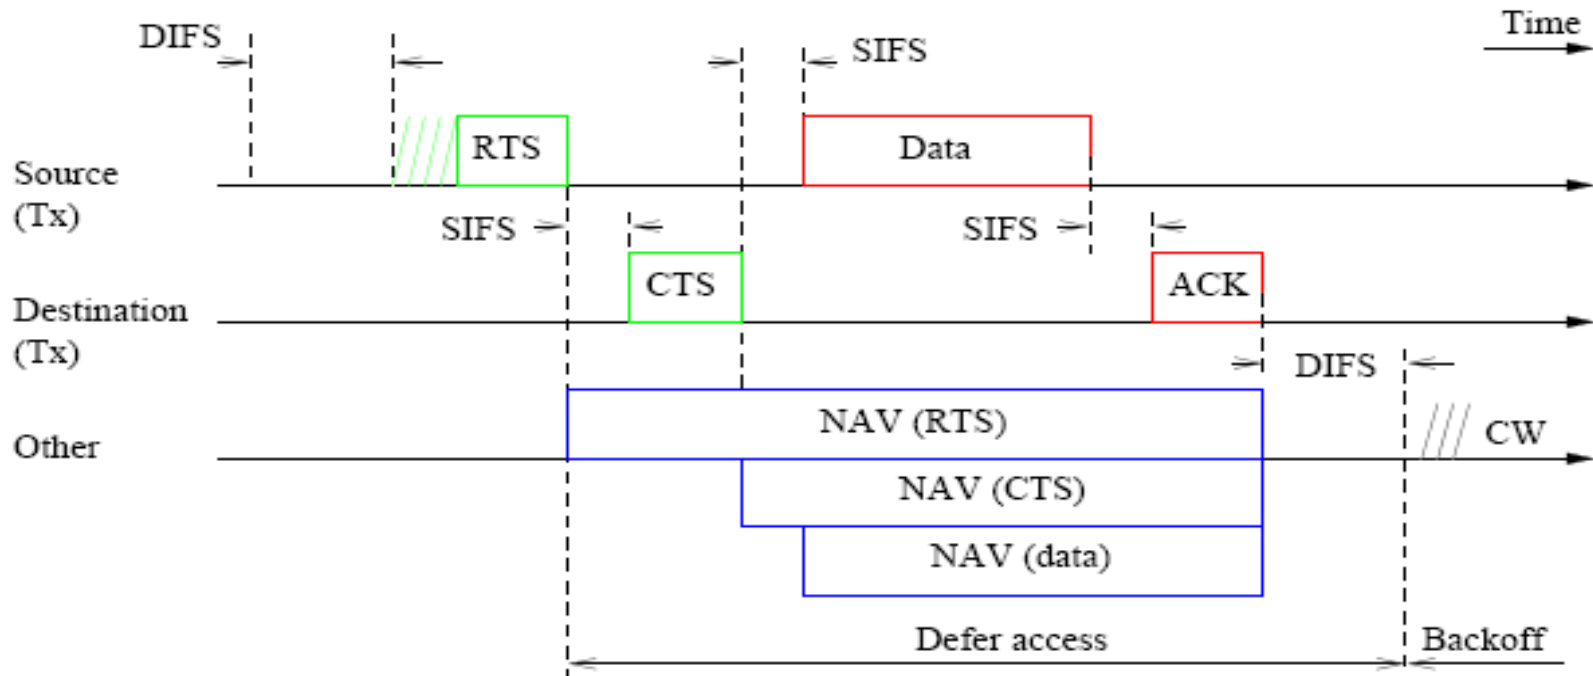 Time
DIFS
SIFS
RTS
Data
Source
(Tx)
SIFS
SIFS
CTS
ACK
Destination
(Tx)
DIFS
NAV (RTS)
Other
CW
NAV (CTS)
NAV (data)
Defer access
Backoff